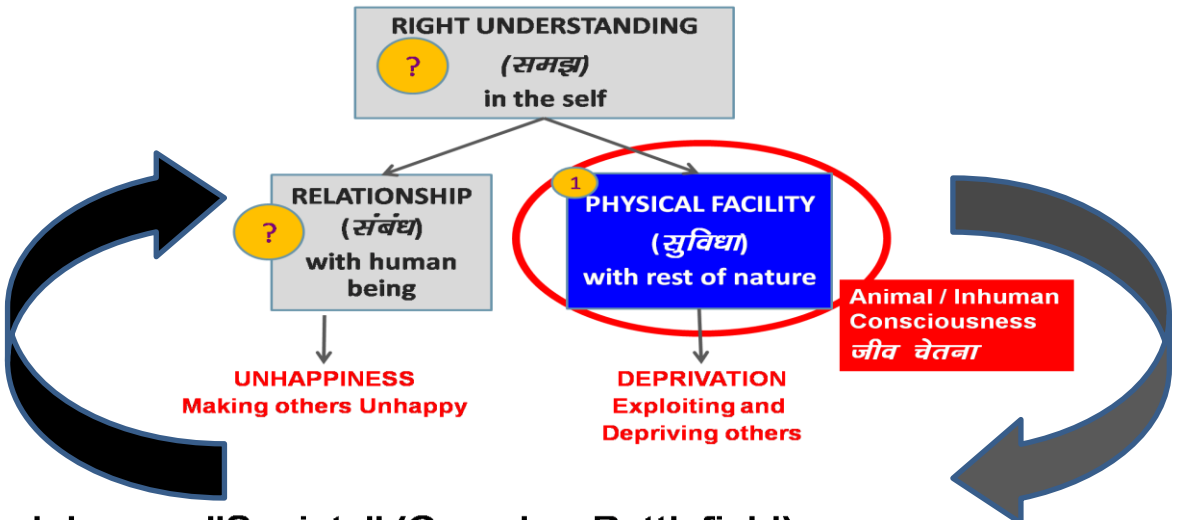 RIGHT UNDERSTANDING
?
(समझ)
in the self
RELATIONSHIP
?
(संबंध)
with human
being
1
PHYSICAL FACILITY
(सुविधा)
with rest of nature
Animal / Inhuman
Consciousness
जीव चेतना
UNHAPPINESS
Making others Unhappy
DEPRIVATION
Exploiting and
Depriving others